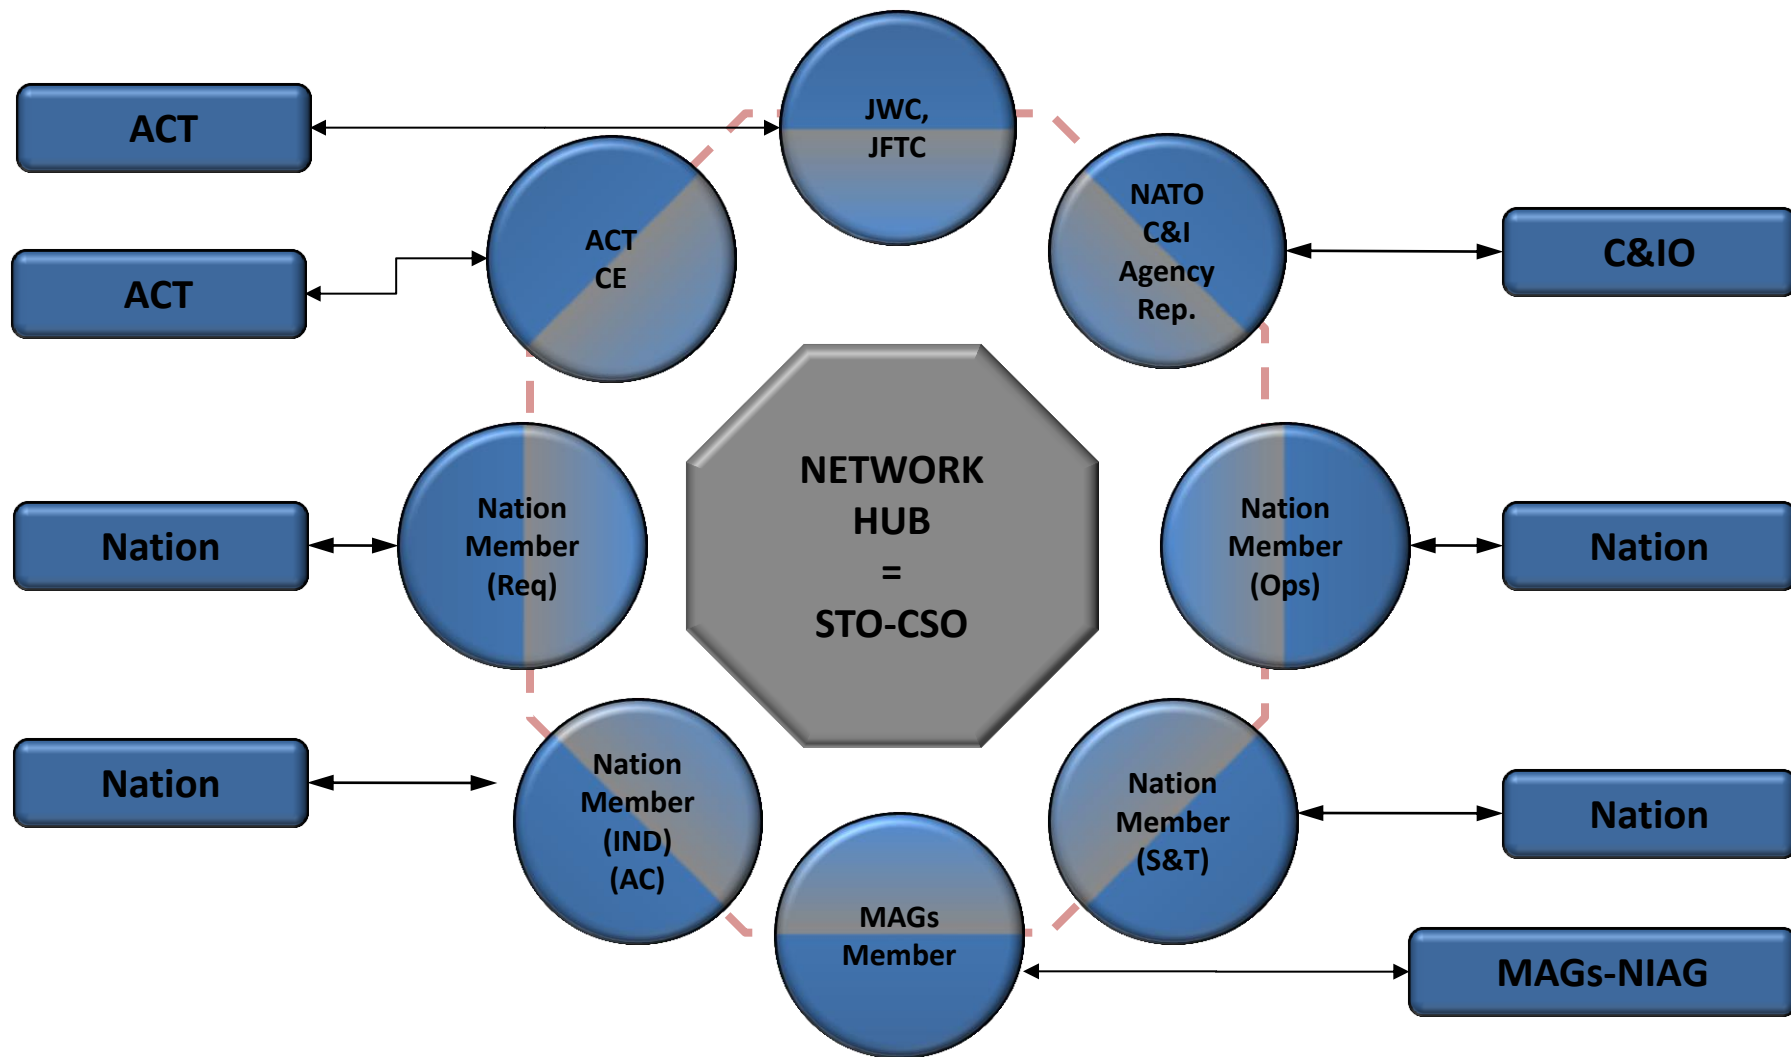 JWC,
JFTC
ACT
NATO
C&I
Agency
Rep.
ACT
CE
C&IO
ACT
NETWORK
HUB
=
STO-CSO
Nation
Nation
Member
(Req)
Nation
Member
(Ops)
Nation
Nation
Nation
Member
(IND)
(AC)
Nation
Member
(S&T)
Nation
MAGs
Member
MAGs-NIAG